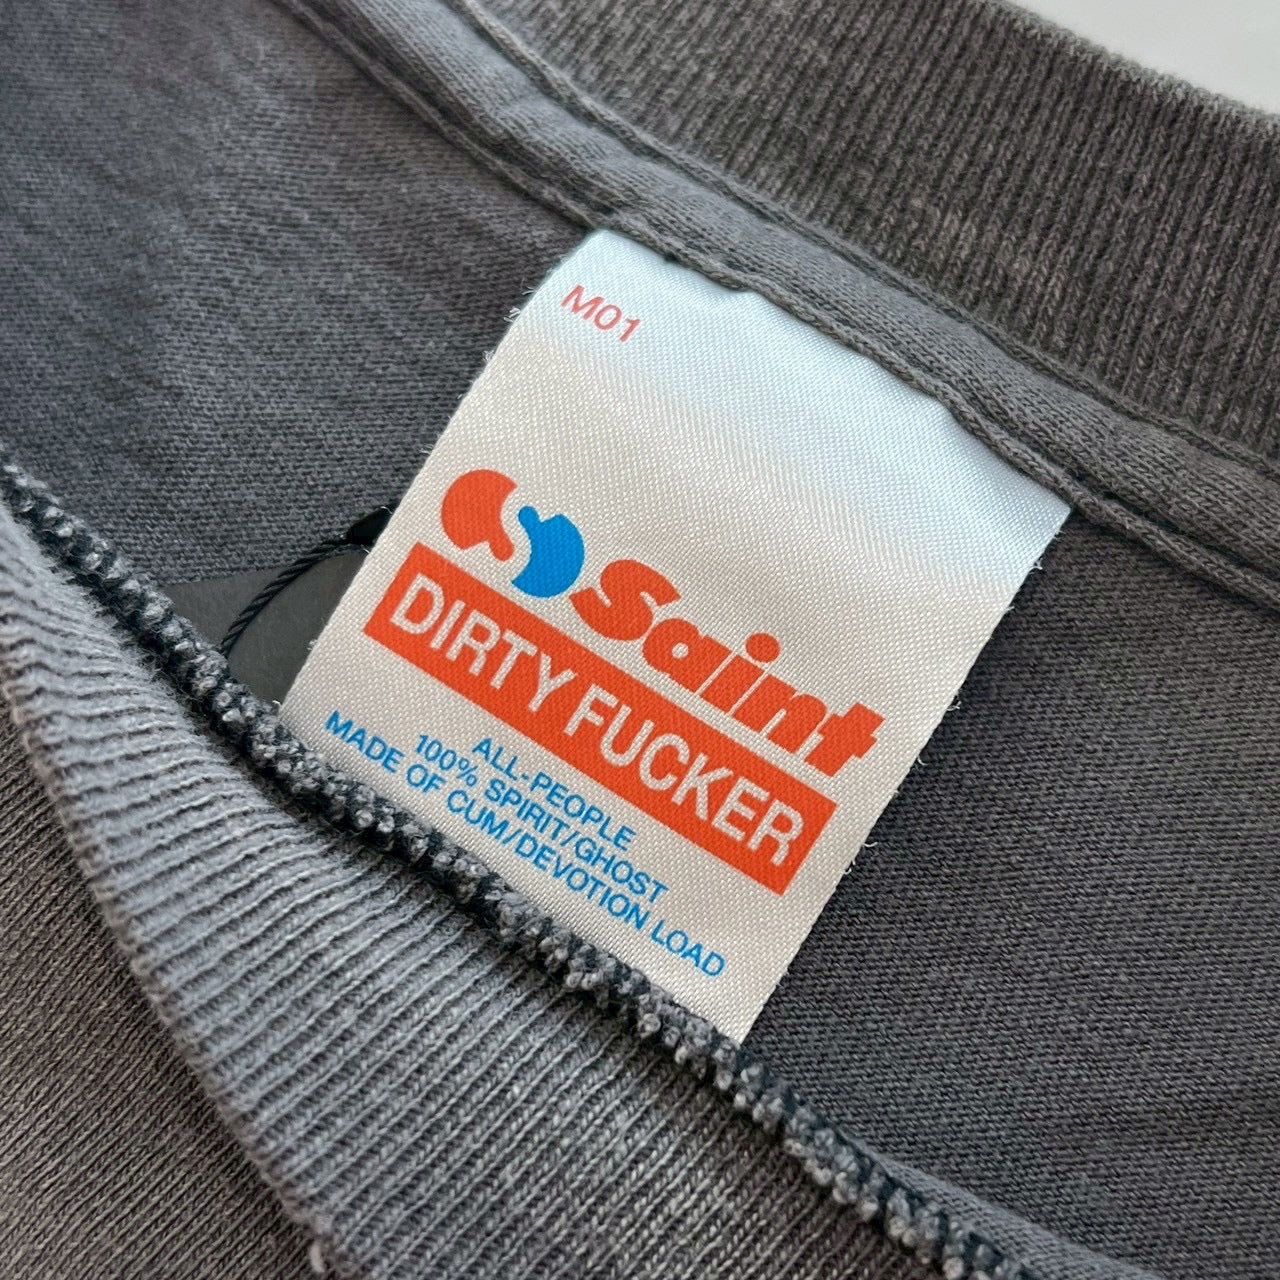 M01
Saint
DIRTY FUCKER
ALL-PEOPLE
100% SPIRIT/GHOST
MADE OF CUM/DEVOTION LOAD